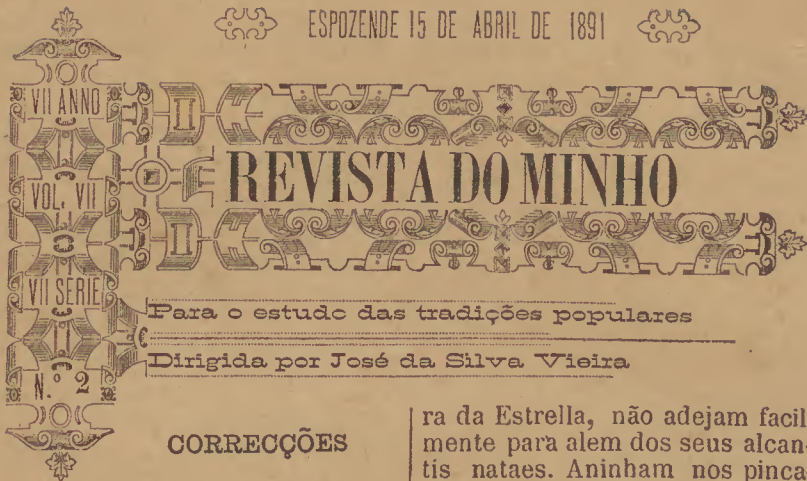 ESPOZENDE 15 DE ABRIL DE 1891
VII ANNO
VOL. VII
VII SERIE
N.º 2
REVISTA DO MINHO
Para o estudo das tradições populares
Dirigida por José da Silva Vieira
CORRECÇÕES
ra da Estrella, não adejam facil
mente para alem dos seus alcan-
tis nataes. Aninham nos pinca